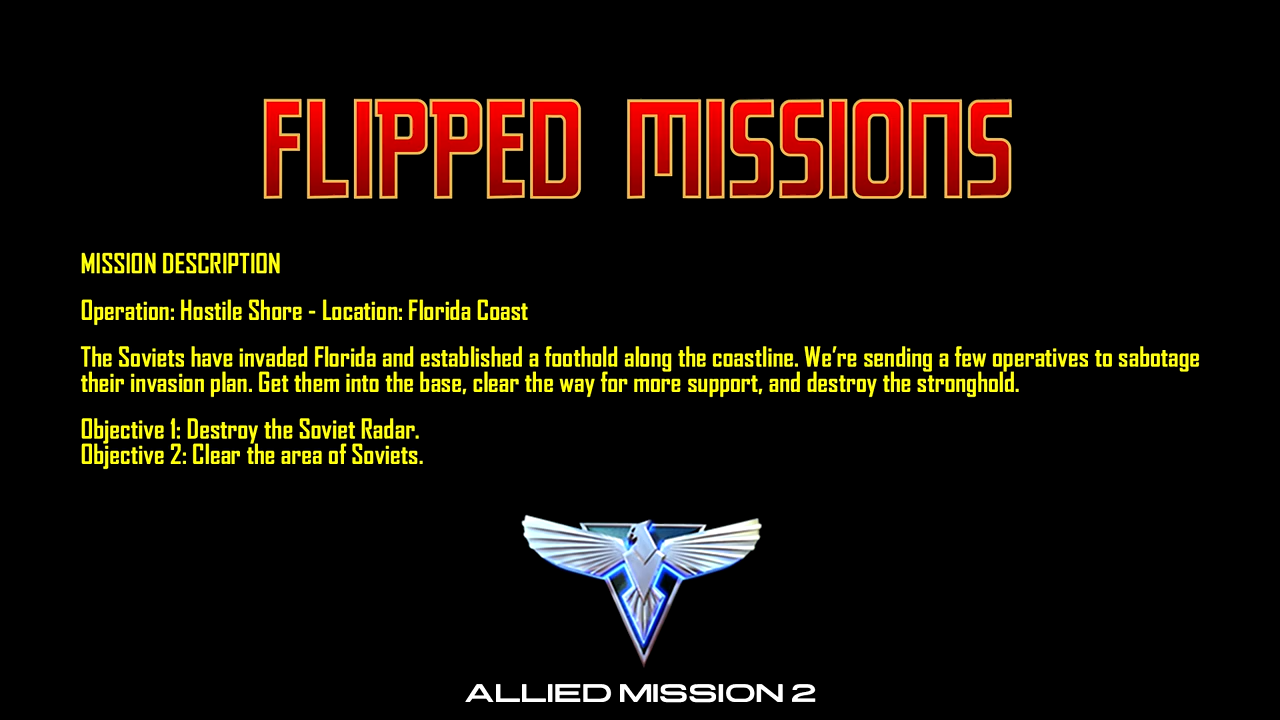 FLIPPED MISSIONS
MISSION DESCRIPTION
Operation: Hostile Shore - Location: Florida Coast
The Soviets have invaded Florida and established a foothold along the coastline. We're sending a few operatives to sabotage
their invasion plan. Get them into the base, clear the way for more support, and destroy the stronghold.
Objective 1: Destroy the Soviet Radar.
Objective 2: Clear the area of Soviets.
ALLIED MISSION 2